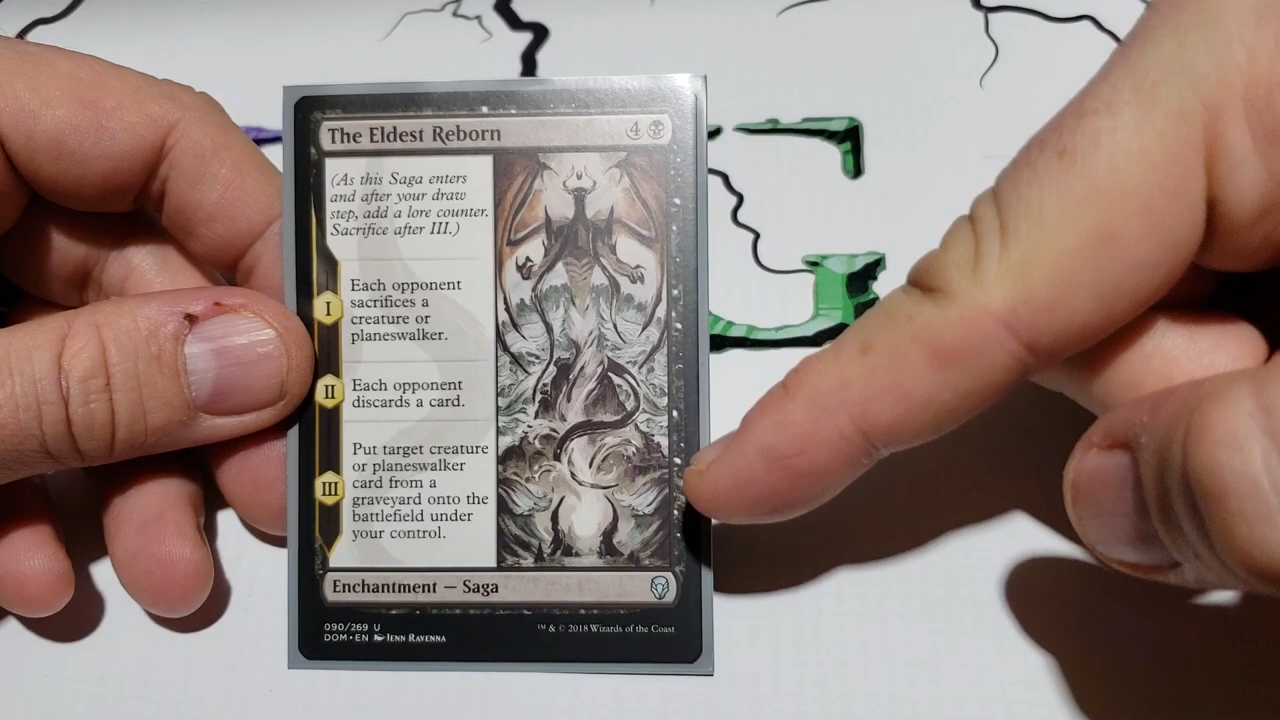 The Eldest Reborn 4
(As this Saga enters
and after your draw
step, add a lore counter.
Sacrifice after III.)
I
Each opponent
sacrifices a
creature or
planeswalker.
II
Each opponent
discards a card.
III
Put target creature
or planeswalker
card from a
graveyard onto the
battlefield under
your control.
Enchantment — Saga
090/269 U
DOM • EN JENN RAVENNA
™ & © 2018 Wizards of the Coast